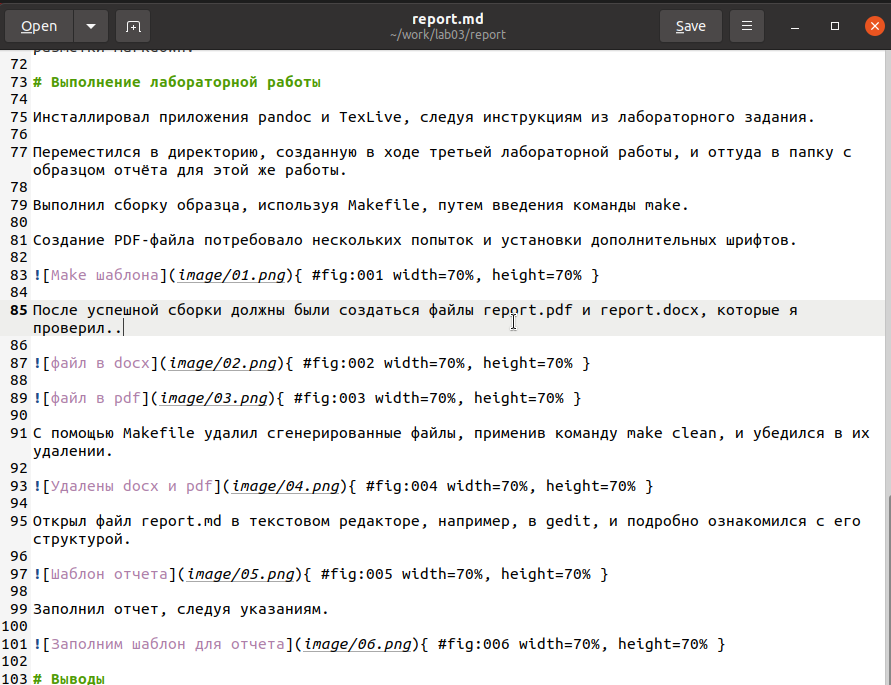 Open
report.md
~/work/lab03/report
Save
разметки Markdown.
72
73 # Выполнение лабораторной работы
74
75 Инсталлировал приложения pandoc и TexLive, следуя инструкциям из лабораторного задания.
76
77 Переместился в директорию, созданную в ходе третьей лабораторной работы, и оттуда в папку с
образцом отчёта для этой же работы.
78
79 Выполнил сборку образца, используя Makefile, путем введения команды make.
80
81 Создание PDF-файла потребовало нескольких попыток и установки дополнительных шрифтов.
82
83 ![Make шаблона](image/01.png){ #fig:001 width=70%, height=70% }
84
85 После успешной сборки должны были создаться файлы report.pdf и report.docx, которые я
проверил..
86
87 ![файл в docx](image/02.png){ #fig:002 width=70%, height=70% }
88
89 ![файл в pdf](image/03.png){ #fig:003 width=70%, height=70% }
90
91 С помощью Makefile удалил сгенерированные файлы, применив команду make clean, и убедился в их
удалении.
92
93 ![Удалены docx и pdf](image/04.png){ #fig:004 width=70%, height=70% }
94
95 Открыл файл report.md в текстовом редакторе, например, в gedit, и подробно ознакомился с его
структурой.
96
97 ![Шаблон отчета](image/05.png){ #fig:005 width=70%, height=70% }
98
99 Заполнил отчет, следуя указаниям.
100
101 ![Заполним шаблон для отчета](image/06.png){ #fig:006 width=70%, height=70% }
102
103 # Выводы